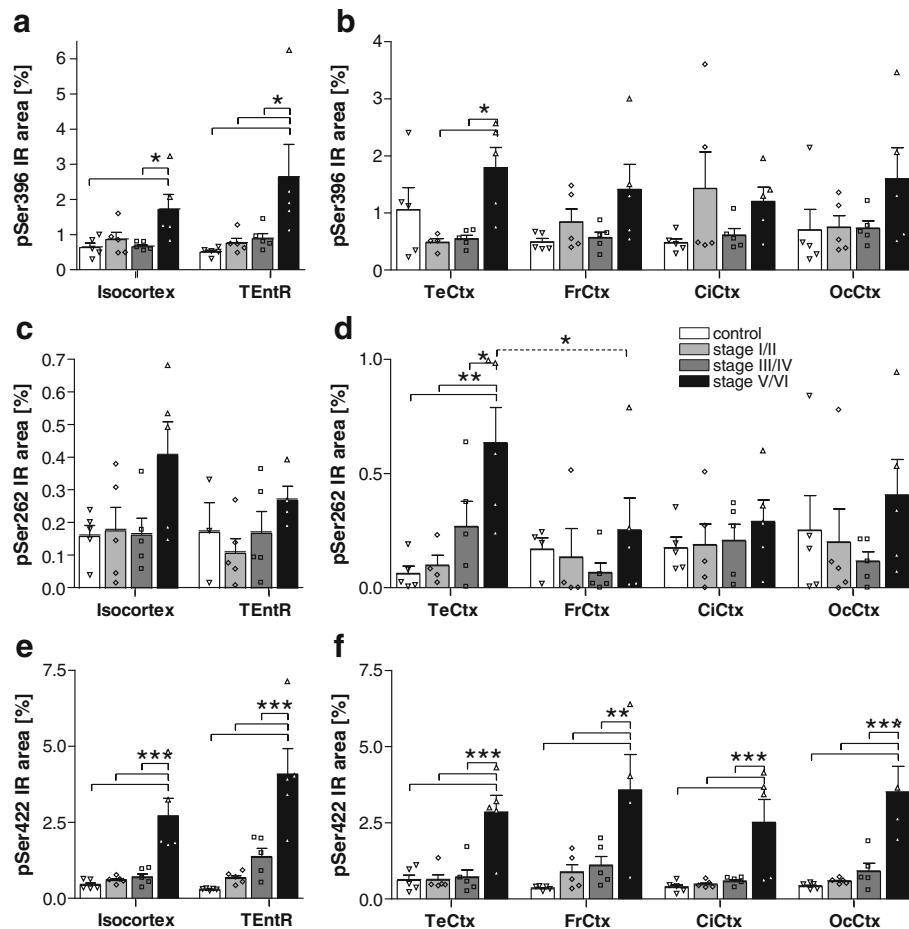 a
pSer396 IR area [%]
6
5
4
3
2
1
0
*
*
Isocortex
TEntR
b
pSer396 IR area [%]
4
3
2
1
0
*
TeCtx
FrCtx
CiCtx
OcCtx
c
pSer262 IR area [%]
0.7
0.6
0.5
0.4
0.3
0.2
0.1
0.0
Isocortex
TEntR
d
pSer262 IR area [%]
1.0
0.5
0.0
*
**
*
control
stage I/II
stage III/IV
stage V/VI
TeCtx
FrCtx
CiCtx
OcCtx
e
pSer422 IR area [%]
7.5
5.0
2.5
0.0
***
***
Isocortex
TEntR
f
pSer422 IR area [%]
7.5
5.0
2.5
0.0
***
**
***
***
TeCtx
FrCtx
CiCtx
OcCtx